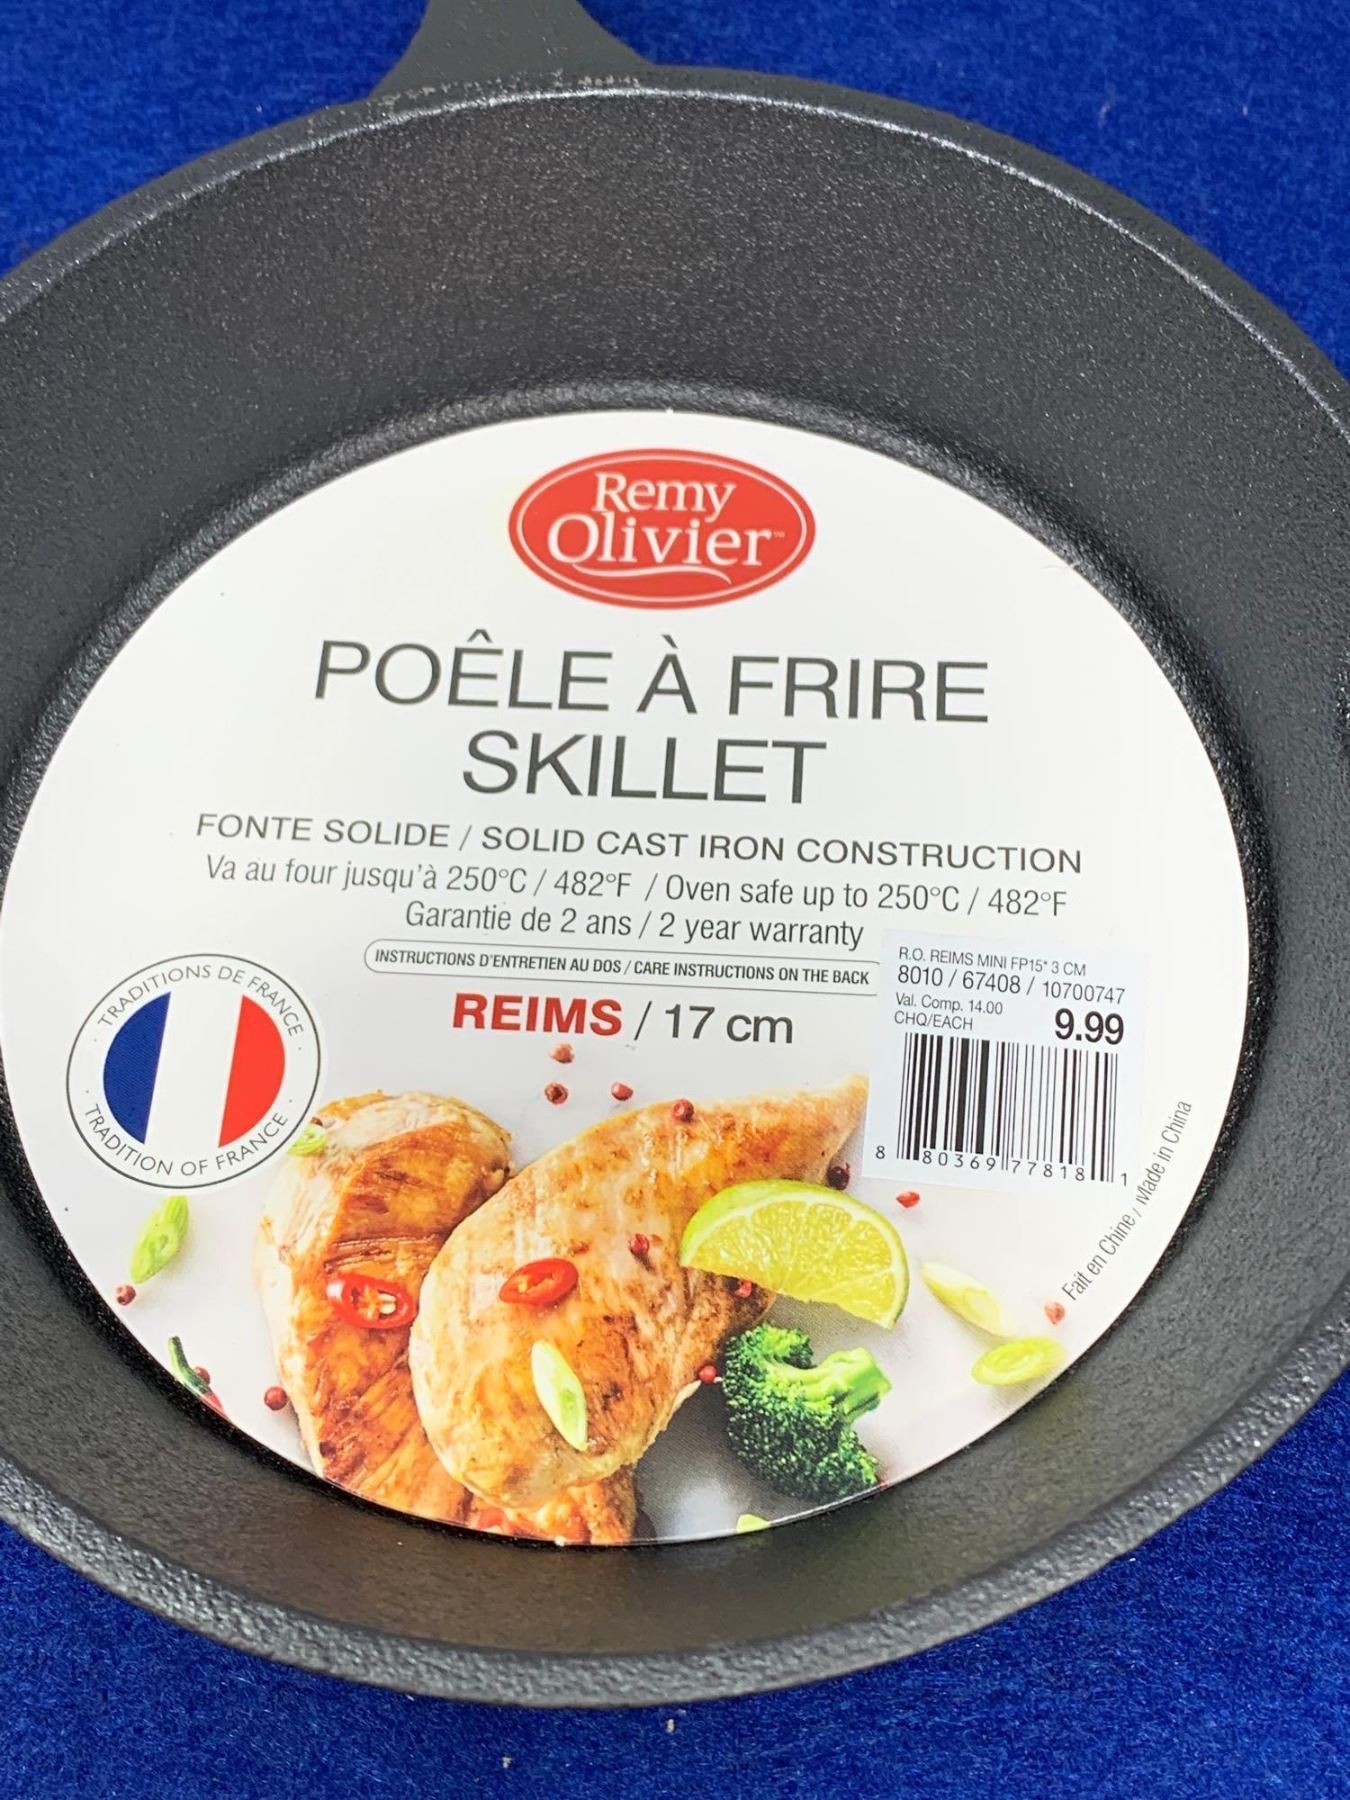 Remy
Olivier™
POÊLE À FRIRE
SKILLET
FONTE SOLIDE / SOLID CAST IRON CONSTRUCTION
Va au four jusqu'à 250°C / 482°F / Oven safe up to 250°C / 482°F
Garantie de 2 ans / 2 year warranty
INSTRUCTIONS D'ENTRETIEN AU DOS / CARE INSTRUCTIONS ON THE BACK
REIMS / 17 cm
TRADITIONS DE FRANCE
TRADITION OF FRANCE
R.O. REIMS MINI FP15* 3 CM
8010 / 67408 / 10700747
Val. Comp. 14.00
CHQ/EACH
9.99
8 80369 77818 1
Fait en Chine / Made in China